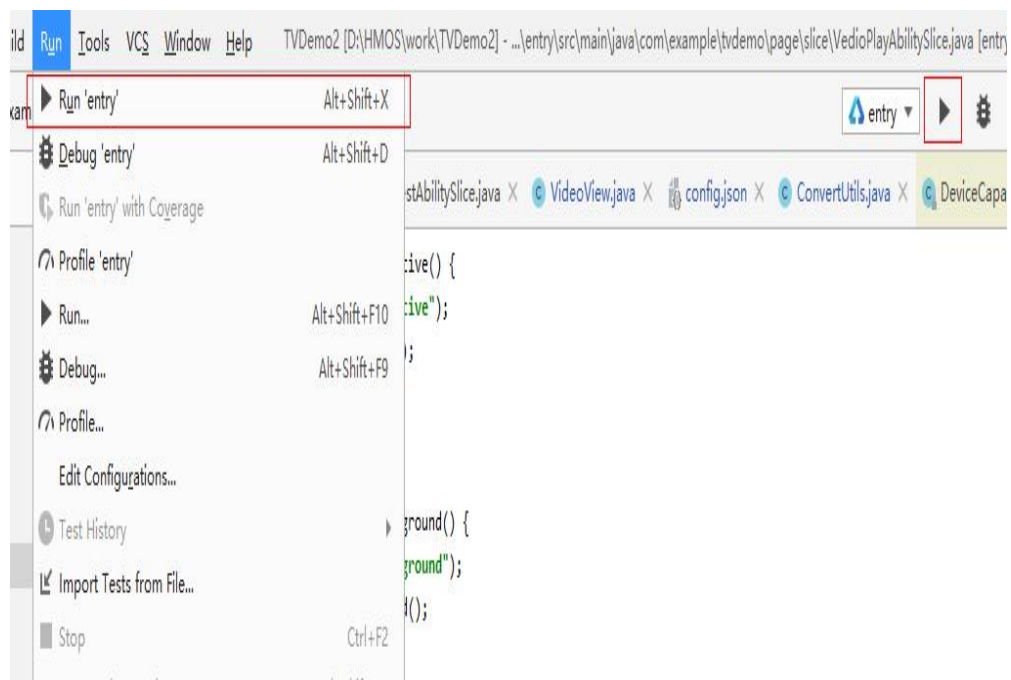 ild Run Tools VCS Window Help TVDemo2 [D:\HMOS\work\TVDemo2] - ...\entry\src\main\java\com\example\tvdemo\page\slice\VedioPlayAbilitySlice.java [entry
xam Run 'entry' Alt+Shift+X entry
Debug 'entry' Alt+Shift+D
stAbilitySlice.java VideoView.java config.json ConvertUtils.java DeviceCapa
Run 'entry' with Coverage
Profile 'entry' tive() {
Run... Alt+Shift+F10 tive");
Debug... Alt+Shift+F9 );
Profile...
Edit Configurations...
Test History ground() {
Import Tests from File... ground");
d();
Stop Ctrl+F2